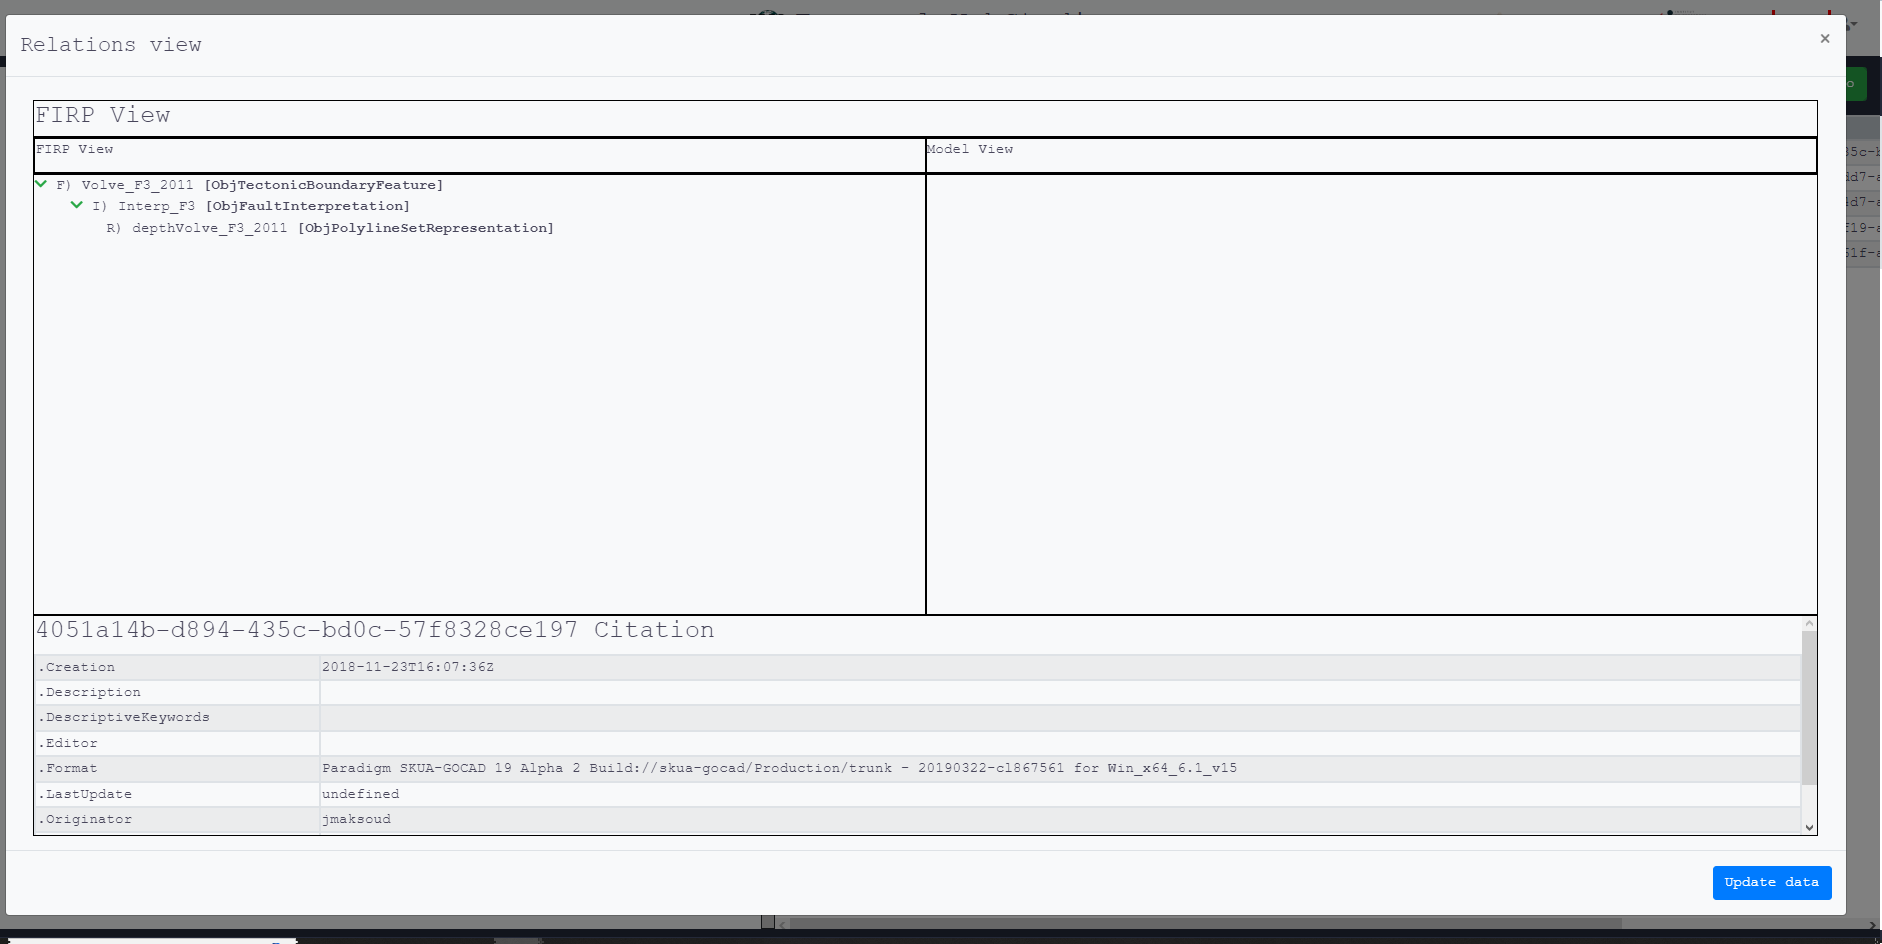 Relations view
×
FIRP View
FIRP View
Model View
F) Volve_F3_2011 [ObjTectonicBoundaryFeature]
I) Interp_F3 [ObjFaultInterpretation]
R) depthVolve_F3_2011 [ObjPolylineSetRepresentation]
4051a14b-d894-435c-bd0c-57f8328ce197 Citation
.Creation 2018-11-23T16:07:36Z
.Description
.DescriptiveKeywords
.Editor
.Format Paradigm SKUA-GOCAD 19 Alpha 2 Build://skua-gocad/Production/trunk - 20190322-cl867561 for Win_x64_6.1_v15
.LastUpdate undefined
.Originator jmaksoud
Update data